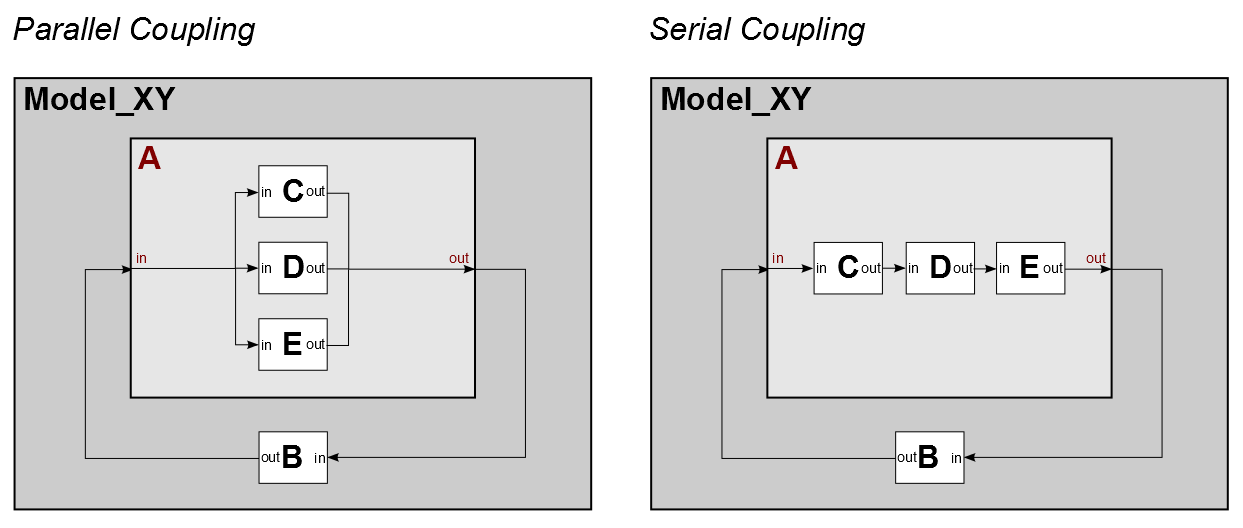 Parallel Coupling
Model_XY
A
in C out
in out
in D out
in E out
out B in
Serial Coupling
Model_XY
A
in out
in C out in D out in E out
out B in